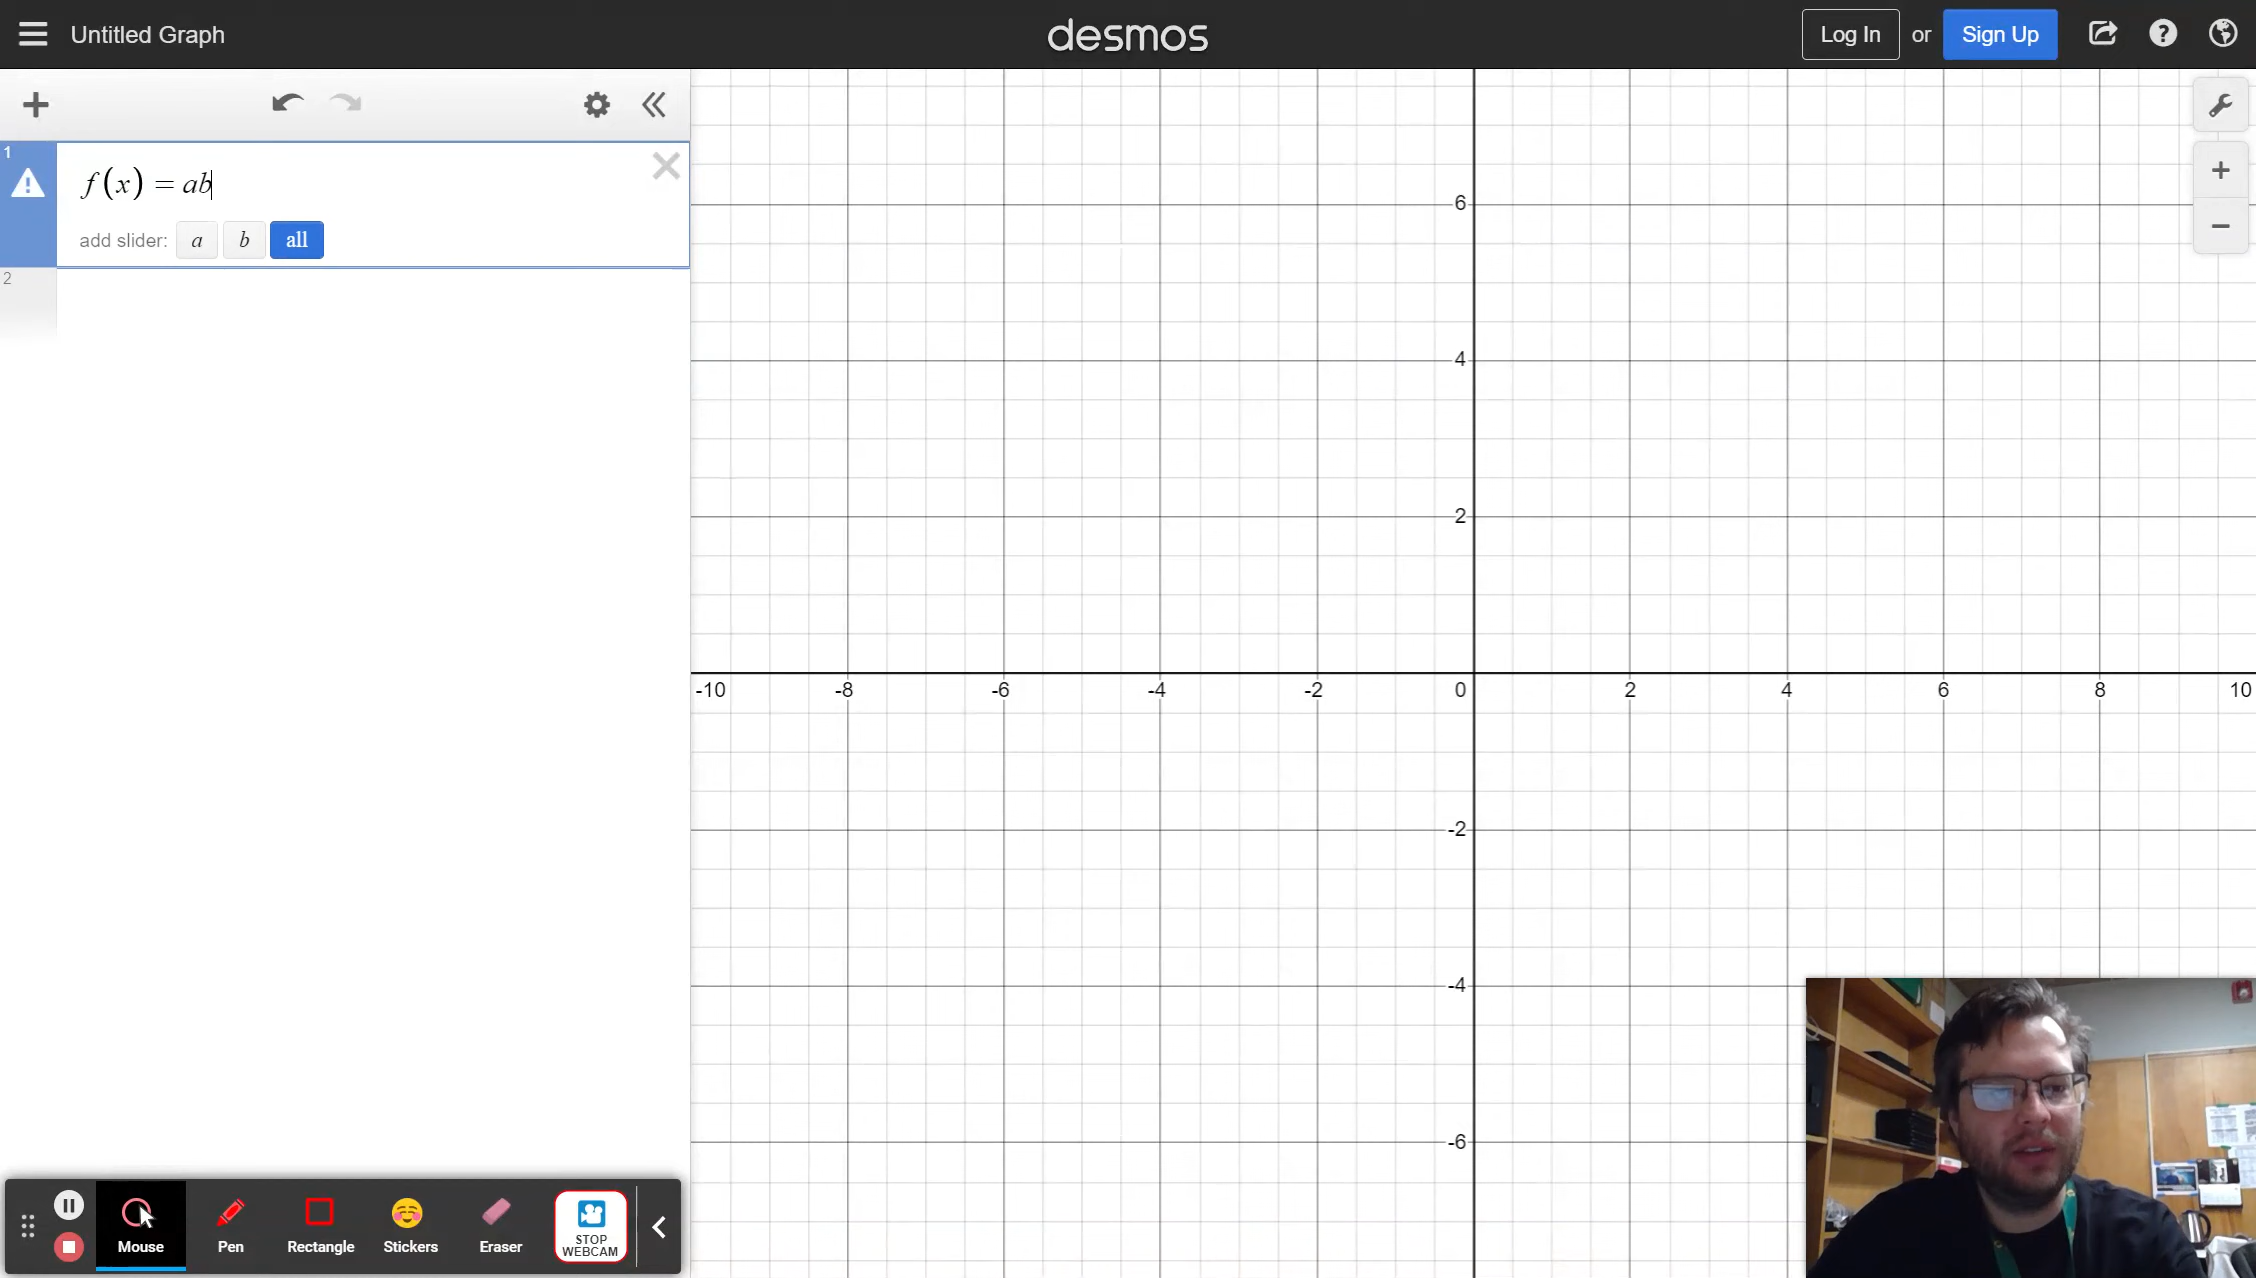 Untitled Graph
desmos
Log In or Sign Up
1
f(x) = ab
add slider: a b all
2
6
4
2
-10 -8 -6 -4 -2 0 2 4 6 8 10
-2
-4
-6
Mouse Pen Rectangle Stickers Eraser STOP
WEBCAM